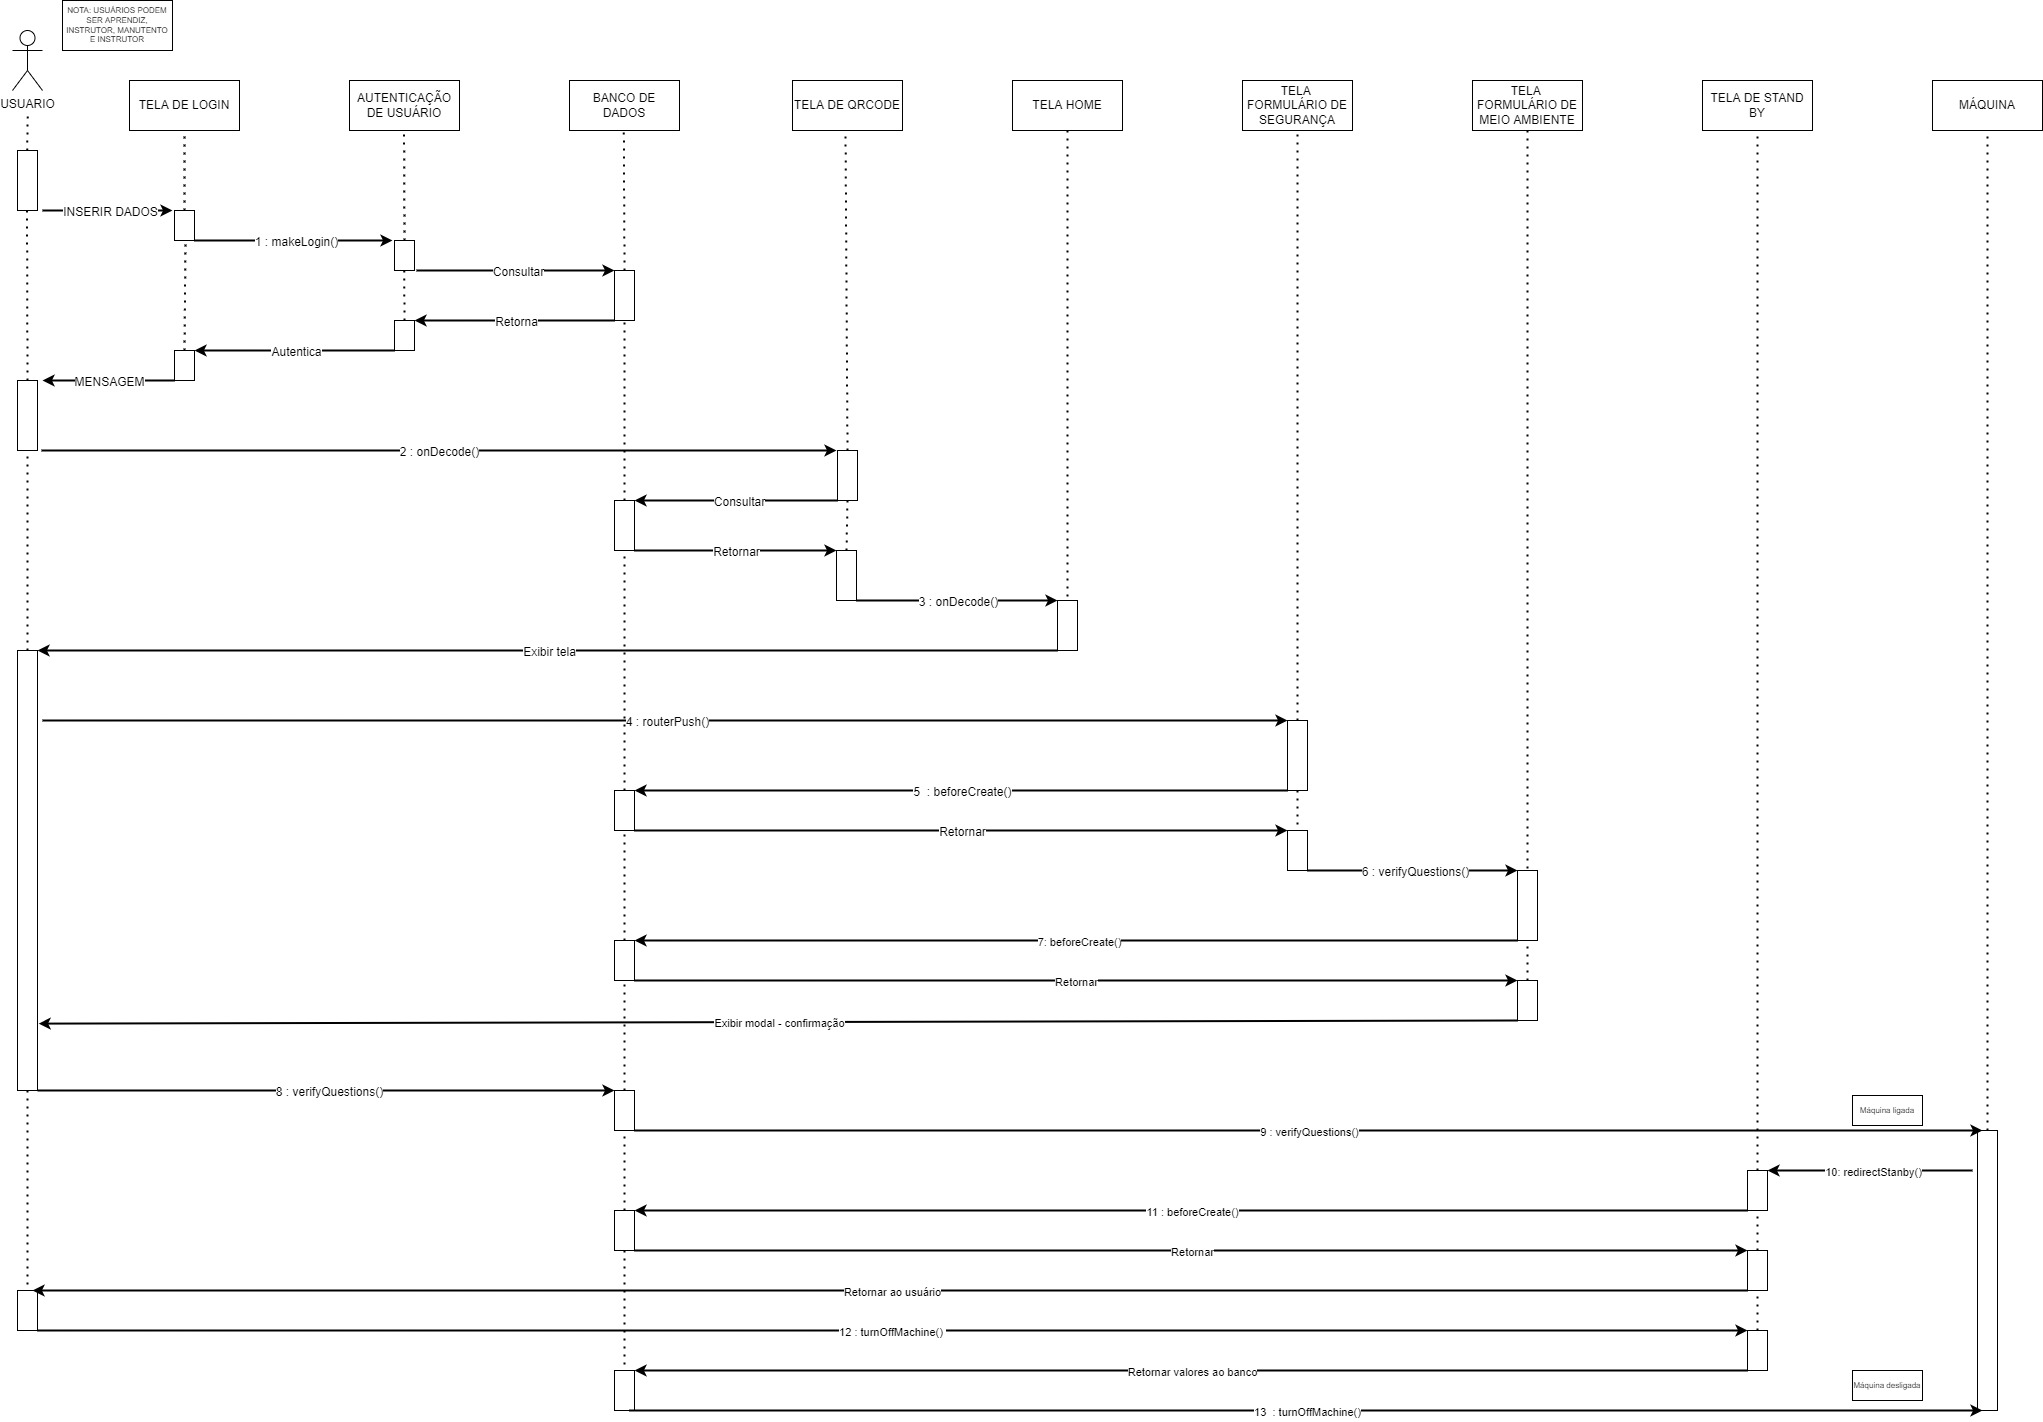 NOTA: USUÁRIOS PODEM
SER APRENDIZ,
INSTRUTOR, MANUTENTO
E INSTRUTOR
USUARIO
TELA DE LOGIN
AUTENTICAÇÃO
DE USUÁRIO
BANCO DE
DADOS
TELA DE QRCODE
TELA HOME
TELA
FORMULÁRIO DE
SEGURANÇA
TELA
FORMULÁRIO DE
MEIO AMBIENTE
TELA DE STAND
BY
MÁQUINA
INSERIR DADOS
1 : makeLogin()
Consultar
Retorna
Autentica
MENSAGEM
2 : onDecode()
Consultar
Retornar
3 : onDecode()
Exibir tela
4 : routerPush()
5  : beforeCreate()
Retornar
6 : verifyQuestions()
7: beforeCreate()
Retornar
Exibir modal - confirmação
8 : verifyQuestions()
Máquina ligada
9 : verifyQuestions()
10: redirectStanby()
11 : beforeCreate()
Retornar
Retornar ao usuário
12 : turnOffMachine()
Retornar valores ao banco
Máquina desligada
13  : turnOffMachine()